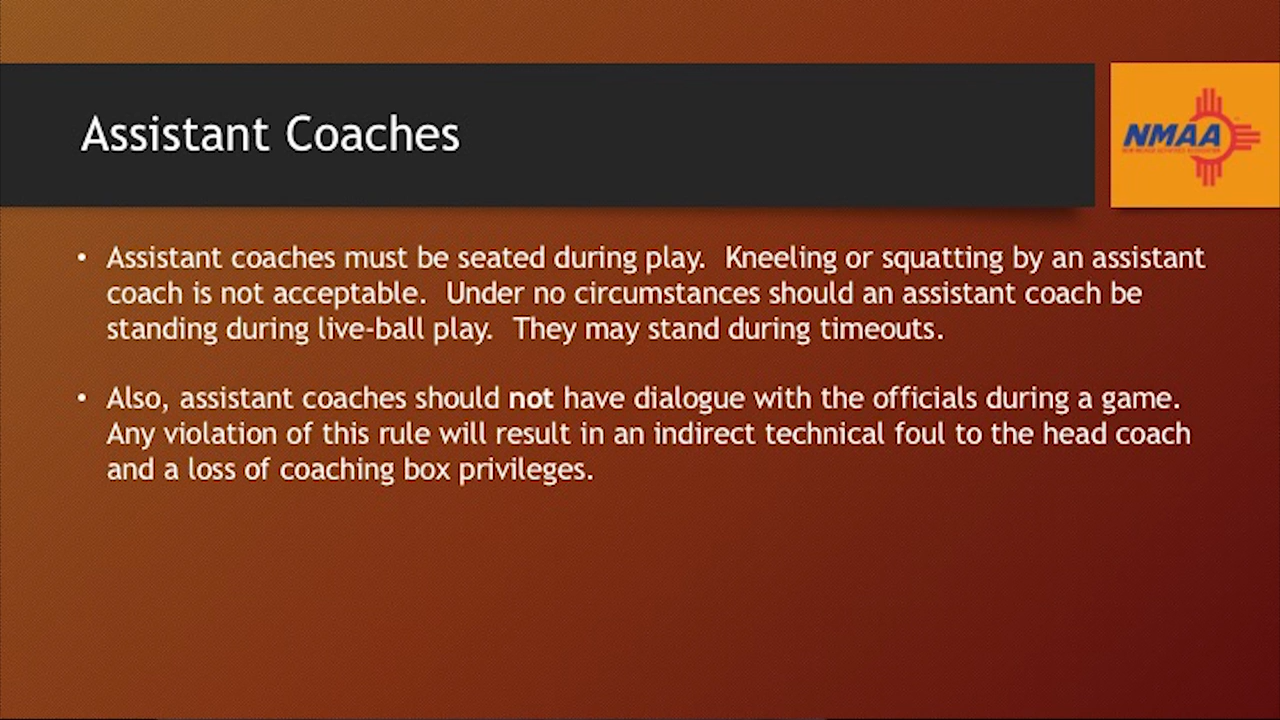 Assistant Coaches
NMAA
• Assistant coaches must be seated during play.  Kneeling or squatting by an assistant
coach is not acceptable.  Under no circumstances should an assistant coach be
standing during live-ball play.  They may stand during timeouts.
• Also, assistant coaches should not have dialogue with the officials during a game.
Any violation of this rule will result in an indirect technical foul to the head coach
and a loss of coaching box privileges.